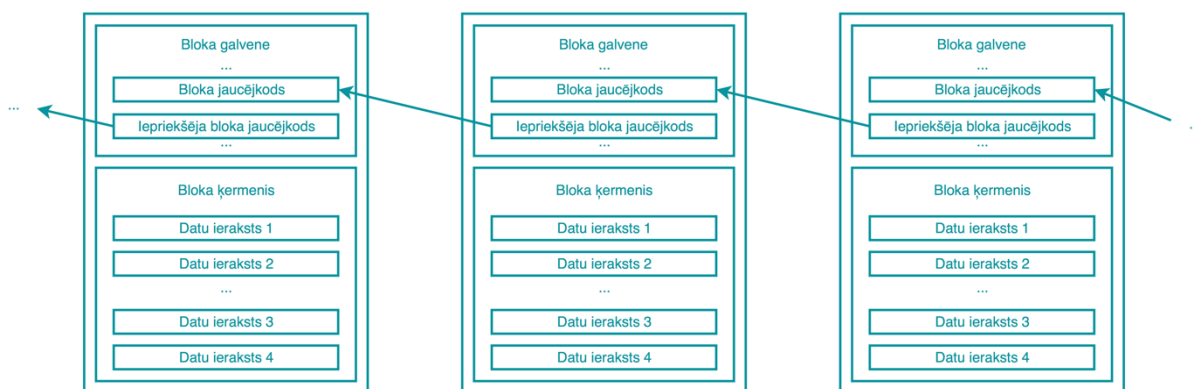 Bloka galvene
...
Bloka jaucējkods
Iepriekšēja bloka jaucējkods
...
Bloka ķermenis
Datu ieraksts 1
Datu ieraksts 2
...
Datu ieraksts 3
Datu ieraksts 4
Bloka galvene
...
Bloka jaucējkods
Iepriekšēja bloka jaucējkods
...
Bloka ķermenis
Datu ieraksts 1
Datu ieraksts 2
...
Datu ieraksts 3
Datu ieraksts 4
Bloka galvene
...
Bloka jaucējkods
Iepriekšēja bloka jaucējkods
...
Bloka ķermenis
Datu ieraksts 1
Datu ieraksts 2
...
Datu ieraksts 3
Datu ieraksts 4